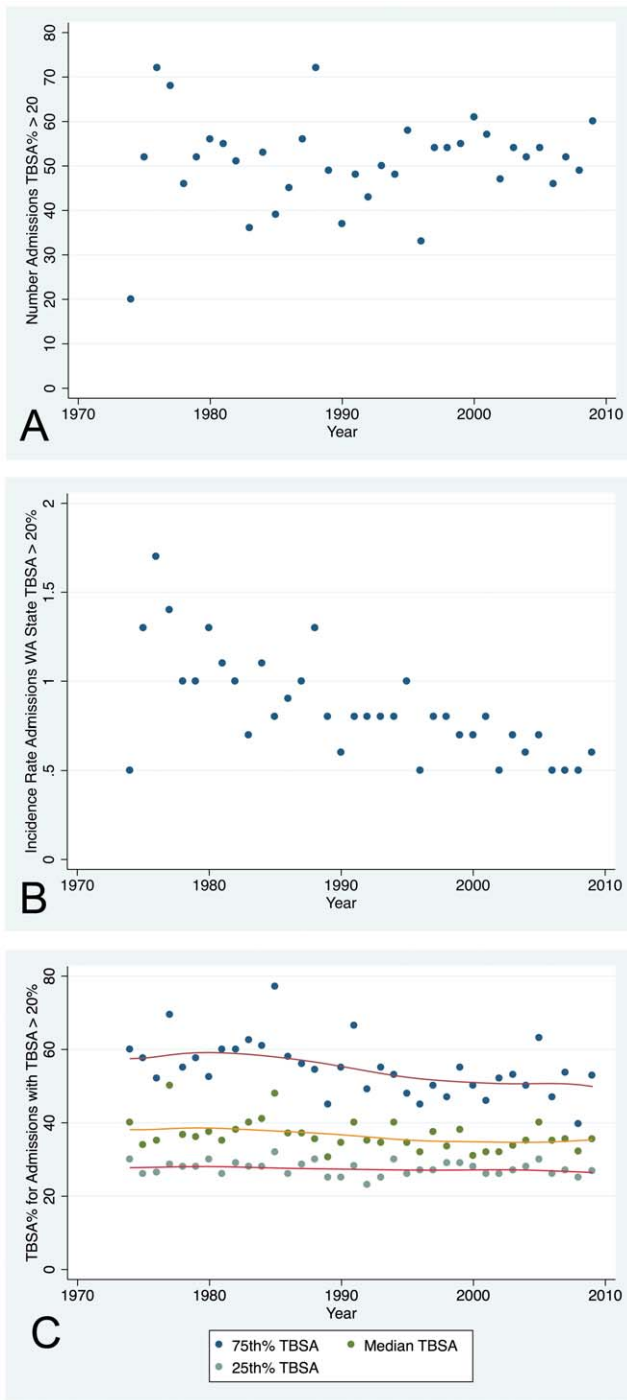 80
70
60
50
40
30
20
10
0
Number Admissions TBSA% > 20
1970 1980 1990 2000 2010
Year
A
2
1.5
1
.5
0
Incidence Rate Admissions WA State TBSA > 20%
1970 1980 1990 2000 2010
Year
B
80
60
40
20
0
TBSA% for Admissions with TBSA > 20%
1970 1980 1990 2000 2010
Year
C
75th% TBSA Median TBSA
25th% TBSA